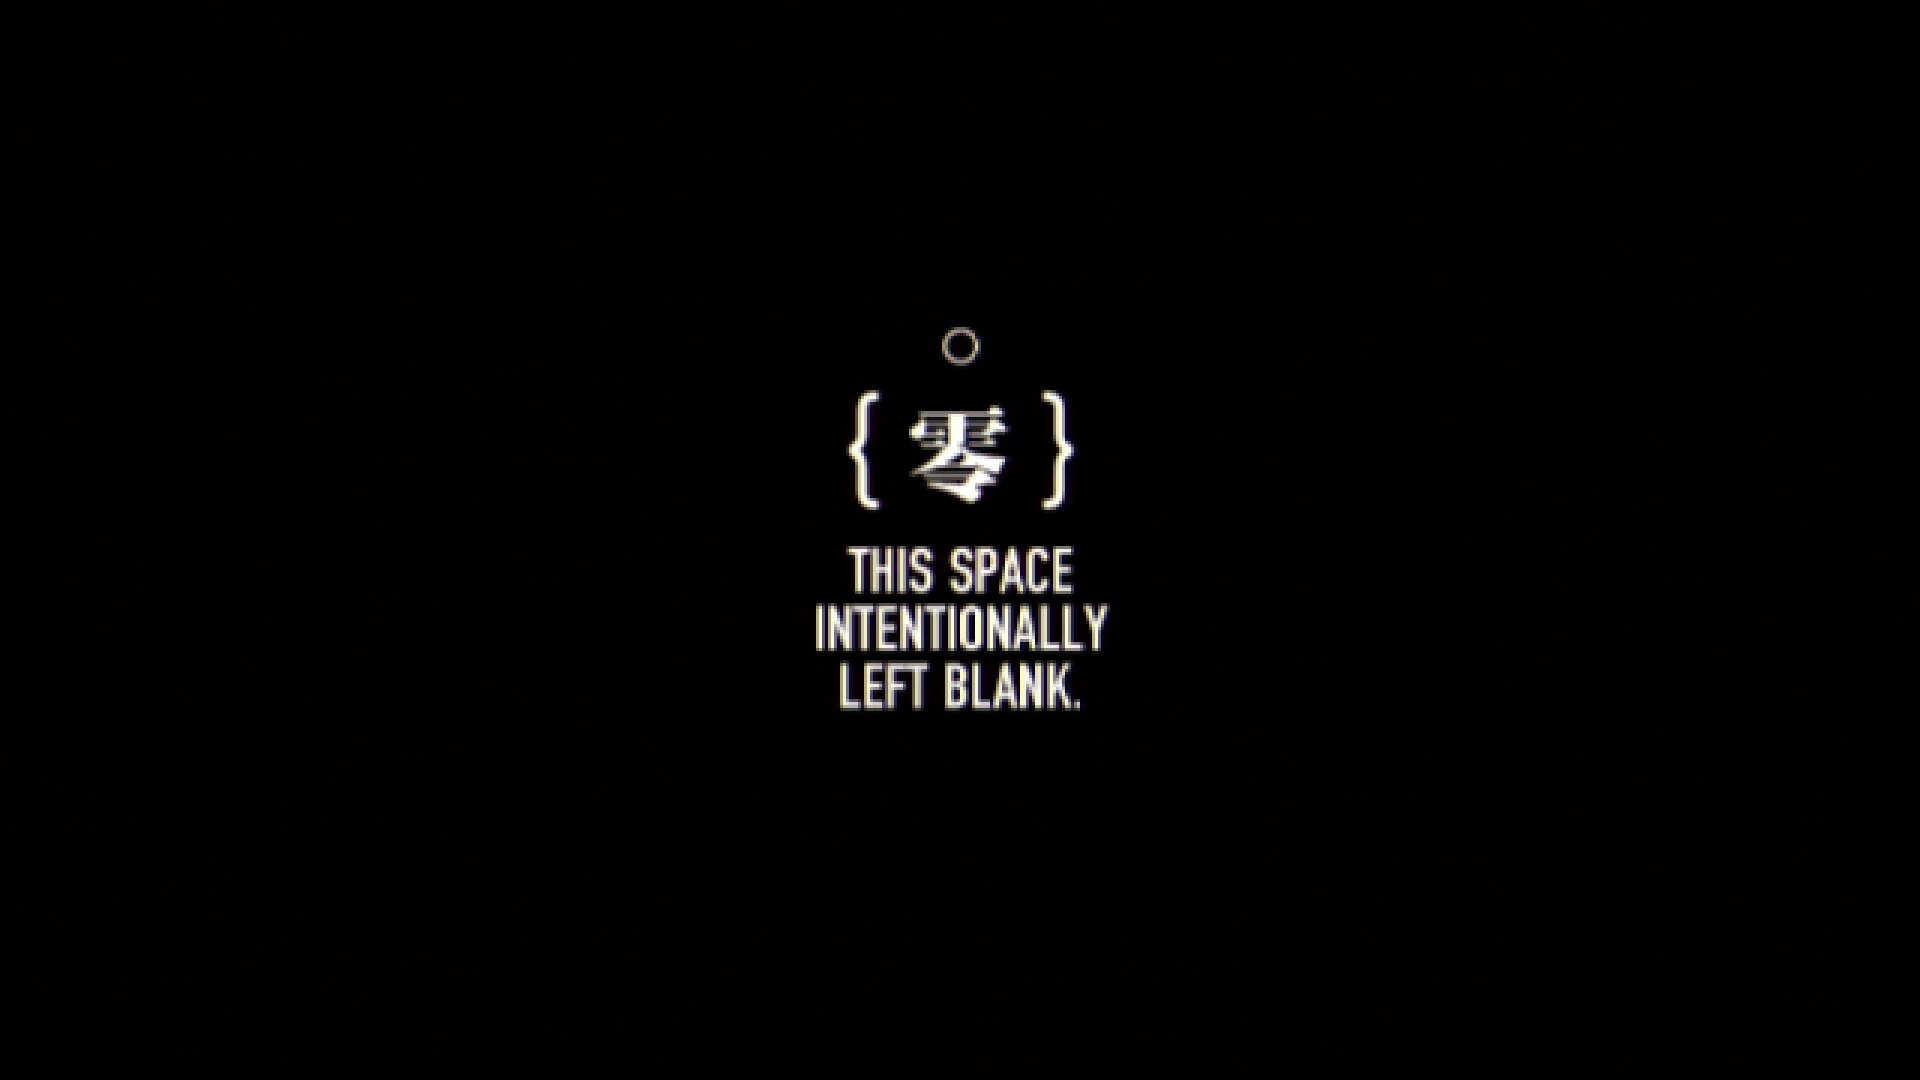 { 零 }
THIS SPACE
INTENTIONALLY
LEFT BLANK.